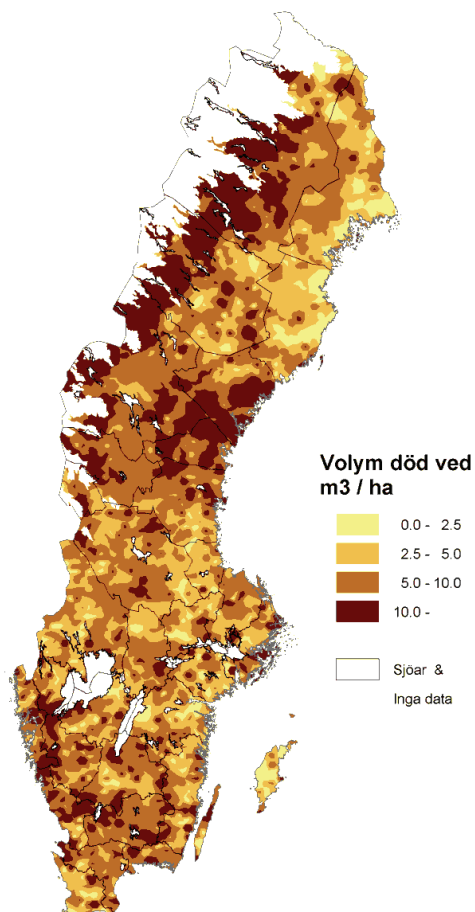 Volym död ved
m3 / ha
0.0 - 2.5
2.5 - 5.0
5.0 - 10.0
10.0 -
Sjöar &
Inga data